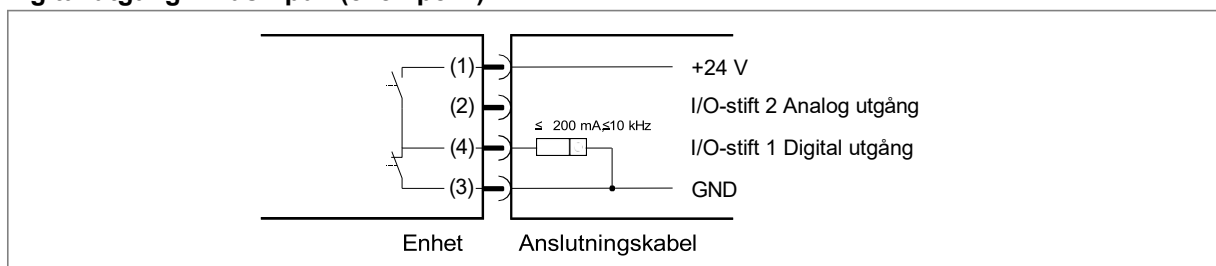 (1) +24 V
(2) I/O-stift 2 Analog utgång
≤ 200 mA,≤10 kHz
(4) I/O-stift 1 Digital utgång
(3) GND
Enhet Anslutningskabel